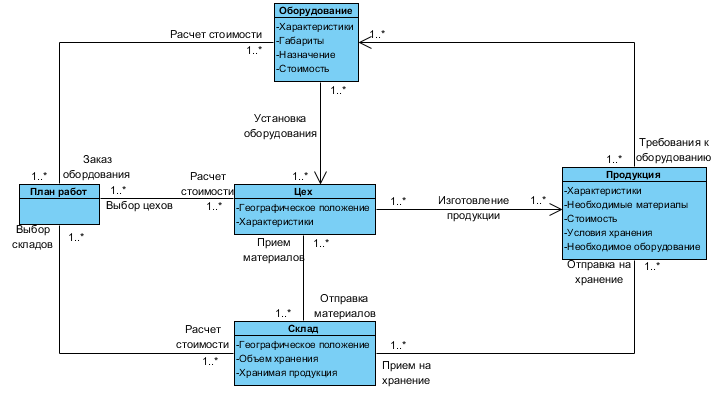 Оборудование
-Характеристики
-Габариты
-Назначение
-Стоимость
Расчет стоимости
1..*
1..*
1..*
Установка
оборудования
Требования к
оборудованию
1..*
Заказ
обордования
1..*
План работ
1..*
Выбор цехов
Расчет
стоимости
1..*
1..*
Цех
-Географическое положение
-Характеристики
1..*
Изготовление
продукции
1..*
Продукция
-Характеристики
-Необходимые материалы
-Стоимость
-Условия хранения
-Необходимое оборудование
Выбор
складов
1..*
Прием
материалов
1..*
Отправка на
хранение
1..*
Отправка
материалов
1..*
Расчет
стоимости
1..*
Склад
-Географическое положение
-Объем хранения
-Хранимая продукция
1..*
Прием на
хранение